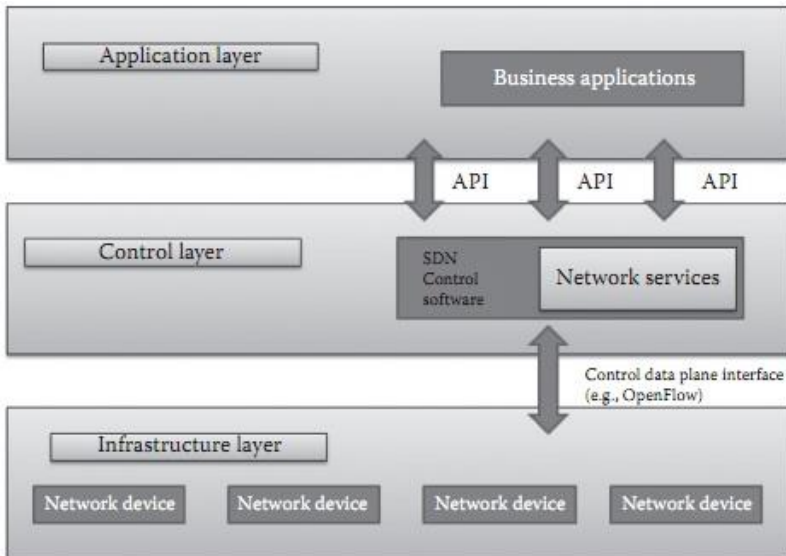 Application layer
Business applications
API
API
API
Control layer
SDN
Control
software
Network services
Control data plane interface
(e.g., OpenFlow)
Infrastructure layer
Network device
Network device
Network device
Network device